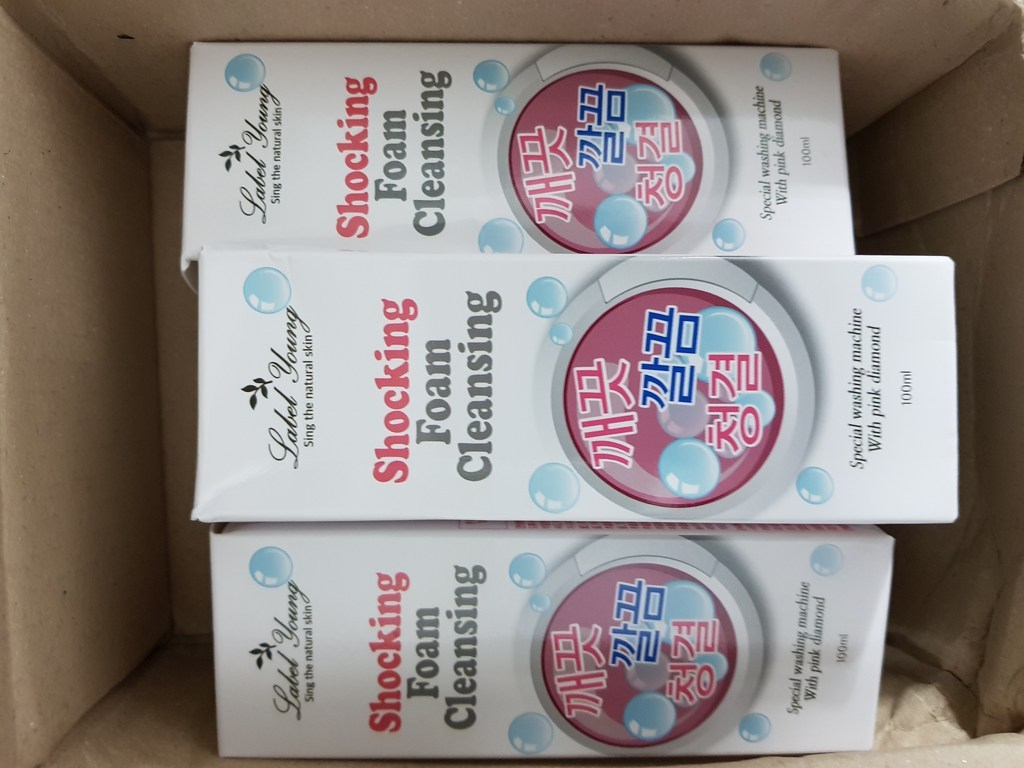 Label Young
Sing the natural skin
Shocking
Foam
Cleansing
깨끗
깔끔
청결
Special washing machine
With pink diamond
100ml
Label Young
Sing the natural skin
Shocking
Foam
Cleansing
깨끗
깔끔
청결
Special washing machine
With pink diamond
100ml
Label Young
Sing the natural skin
Shocking
Foam
Cleansing
깨끗
깔끔
청결
Special washing machine
With pink diamond
100ml